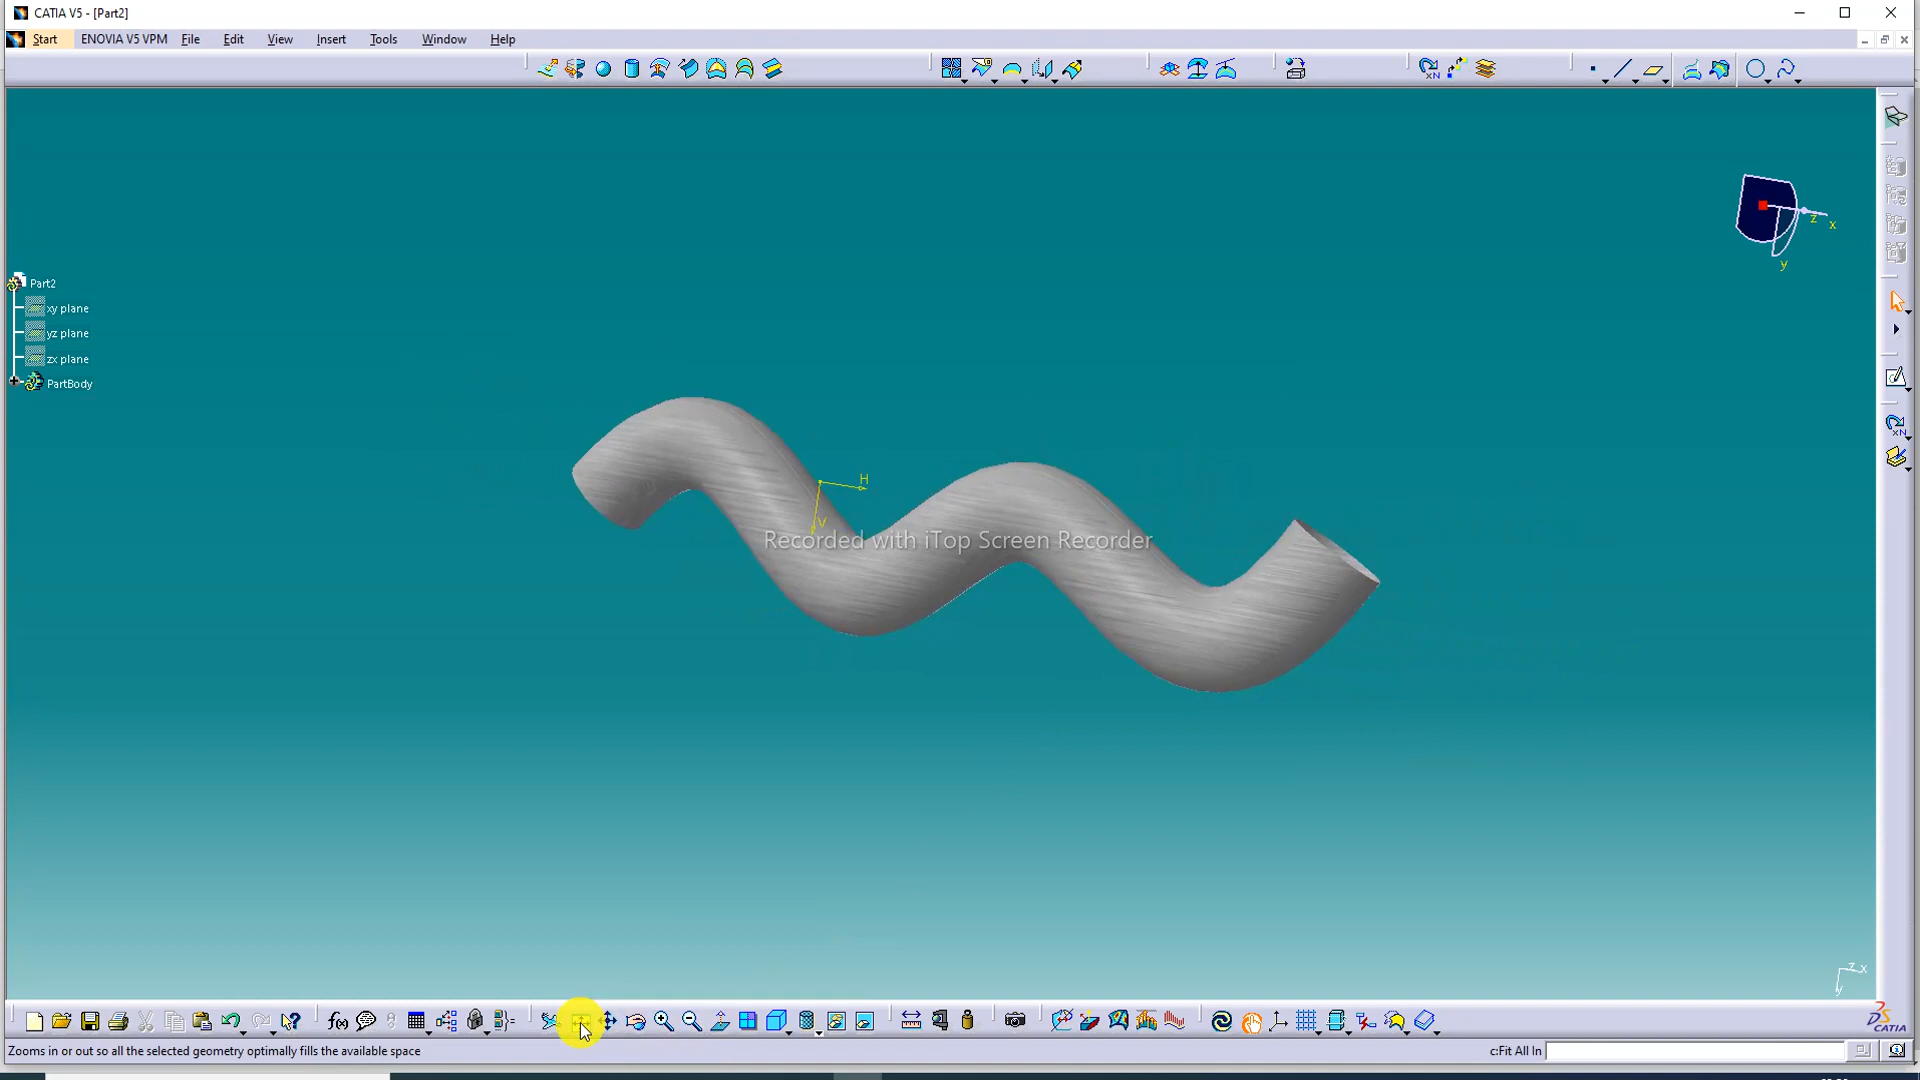 CATIA V5 - [Part2]
Start ENOVIA V5 VPM File Edit View Insert Tools Window Help
z x
y
Part2
xy plane
yz plane
zx plane
PartBody
H
V
Recorded with iTop Screen Recorder
z x
y
CATIA
Zooms in or out so all the selected geometry optimally fills the available space
c:Fit All In